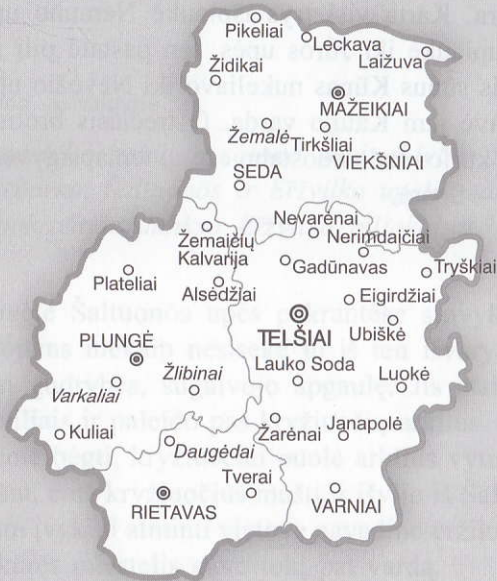 Pikeliai
Leckava
Laižuva
Židikai
MAŽEIKIAI
Žemalė
Tirkšliai
VIEKŠNIAI
SEDA
Nevarėnai
Žemaičių
Kalvarija
Nerimdaičiai
Gadūnavas
Tryškiai
Plateliai
Alsėdžiai
Eigirdžiai
TELŠIAI
Ubiškė
PLUNGĖ
Lauko Soda
Luokė
Varkaliai
Žlibinai
Kuliai
Daugėdai
Žarėnai
Janapolė
Tverai
RIETAVAS
VARNIAI